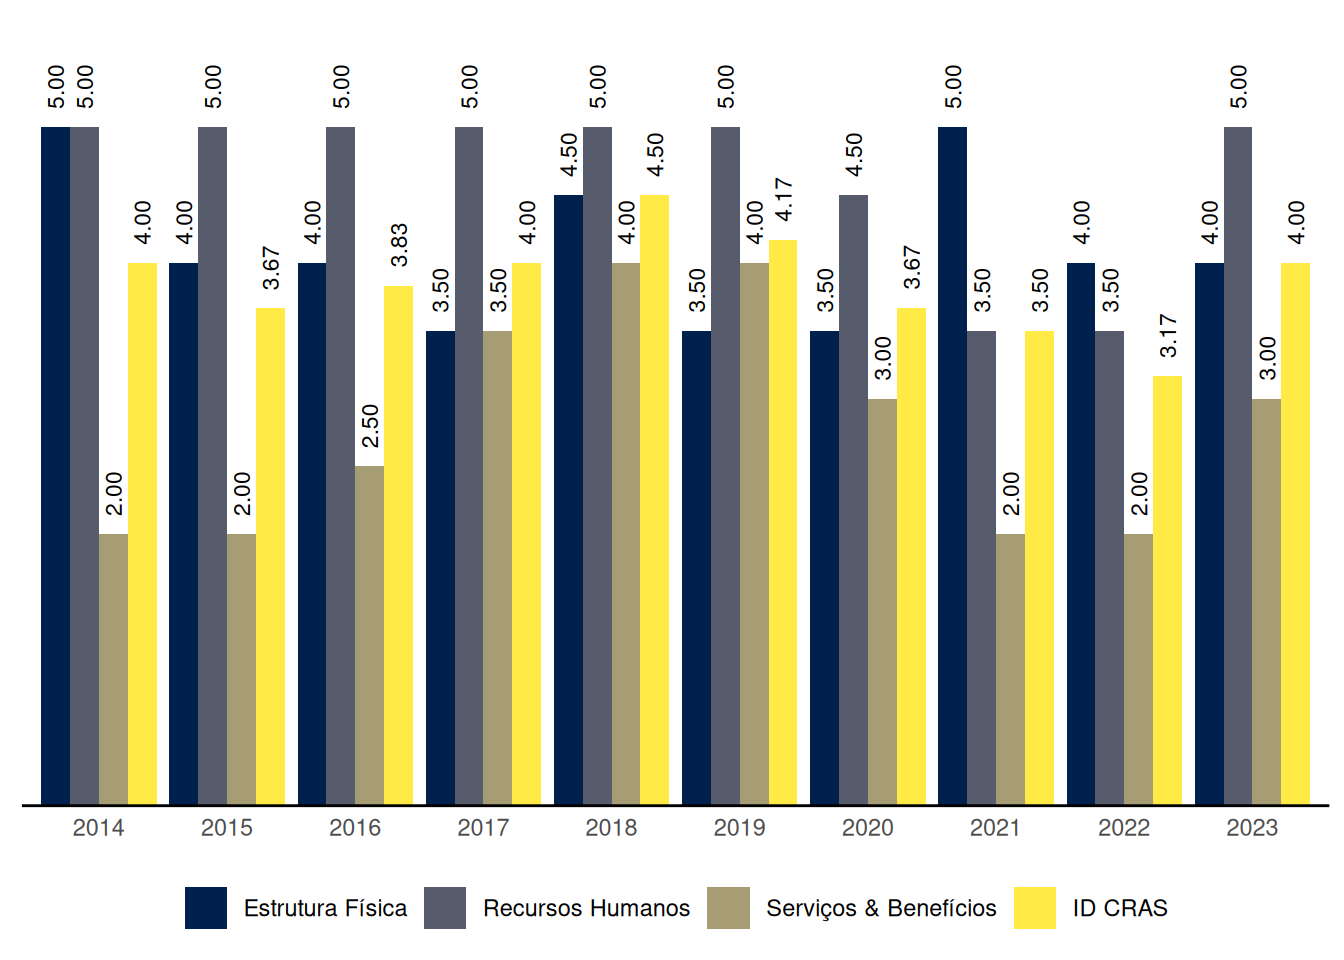 5.00 5.00 2.00 4.00
4.00 5.00 2.00 3.67
4.00 5.00 2.50 3.83
3.50 5.00 3.50 4.00
4.50 5.00 4.00 4.50
3.50 5.00 4.00 4.17
3.50 4.50 3.00 3.67
5.00 3.50 2.00 3.50
4.00 3.50 2.00 3.17
4.00 5.00 3.00 4.00
2014 2015 2016 2017 2018 2019 2020 2021 2022 2023
Estrutura Física Recursos Humanos Serviços & Benefícios ID CRAS